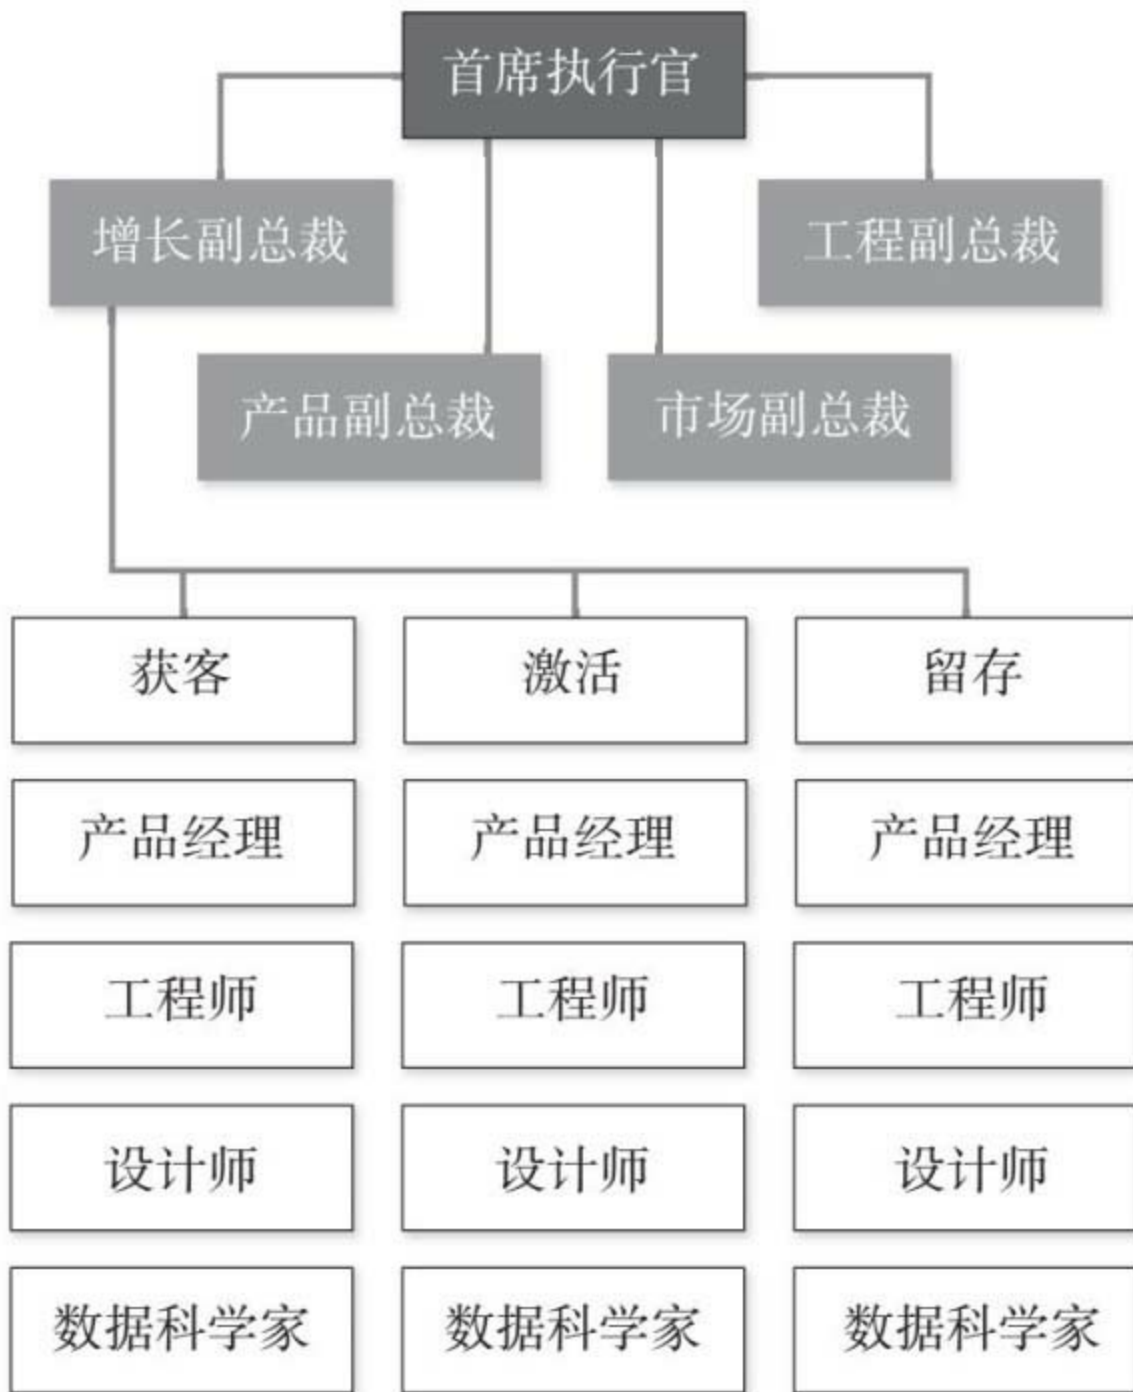 首席执行官
增长副总裁
工程副总裁
产品副总裁
市场副总裁
获客
激活
留存
产品经理
产品经理
产品经理
工程师
工程师
工程师
设计师
设计师
设计师
数据科学家
数据科学家
数据科学家